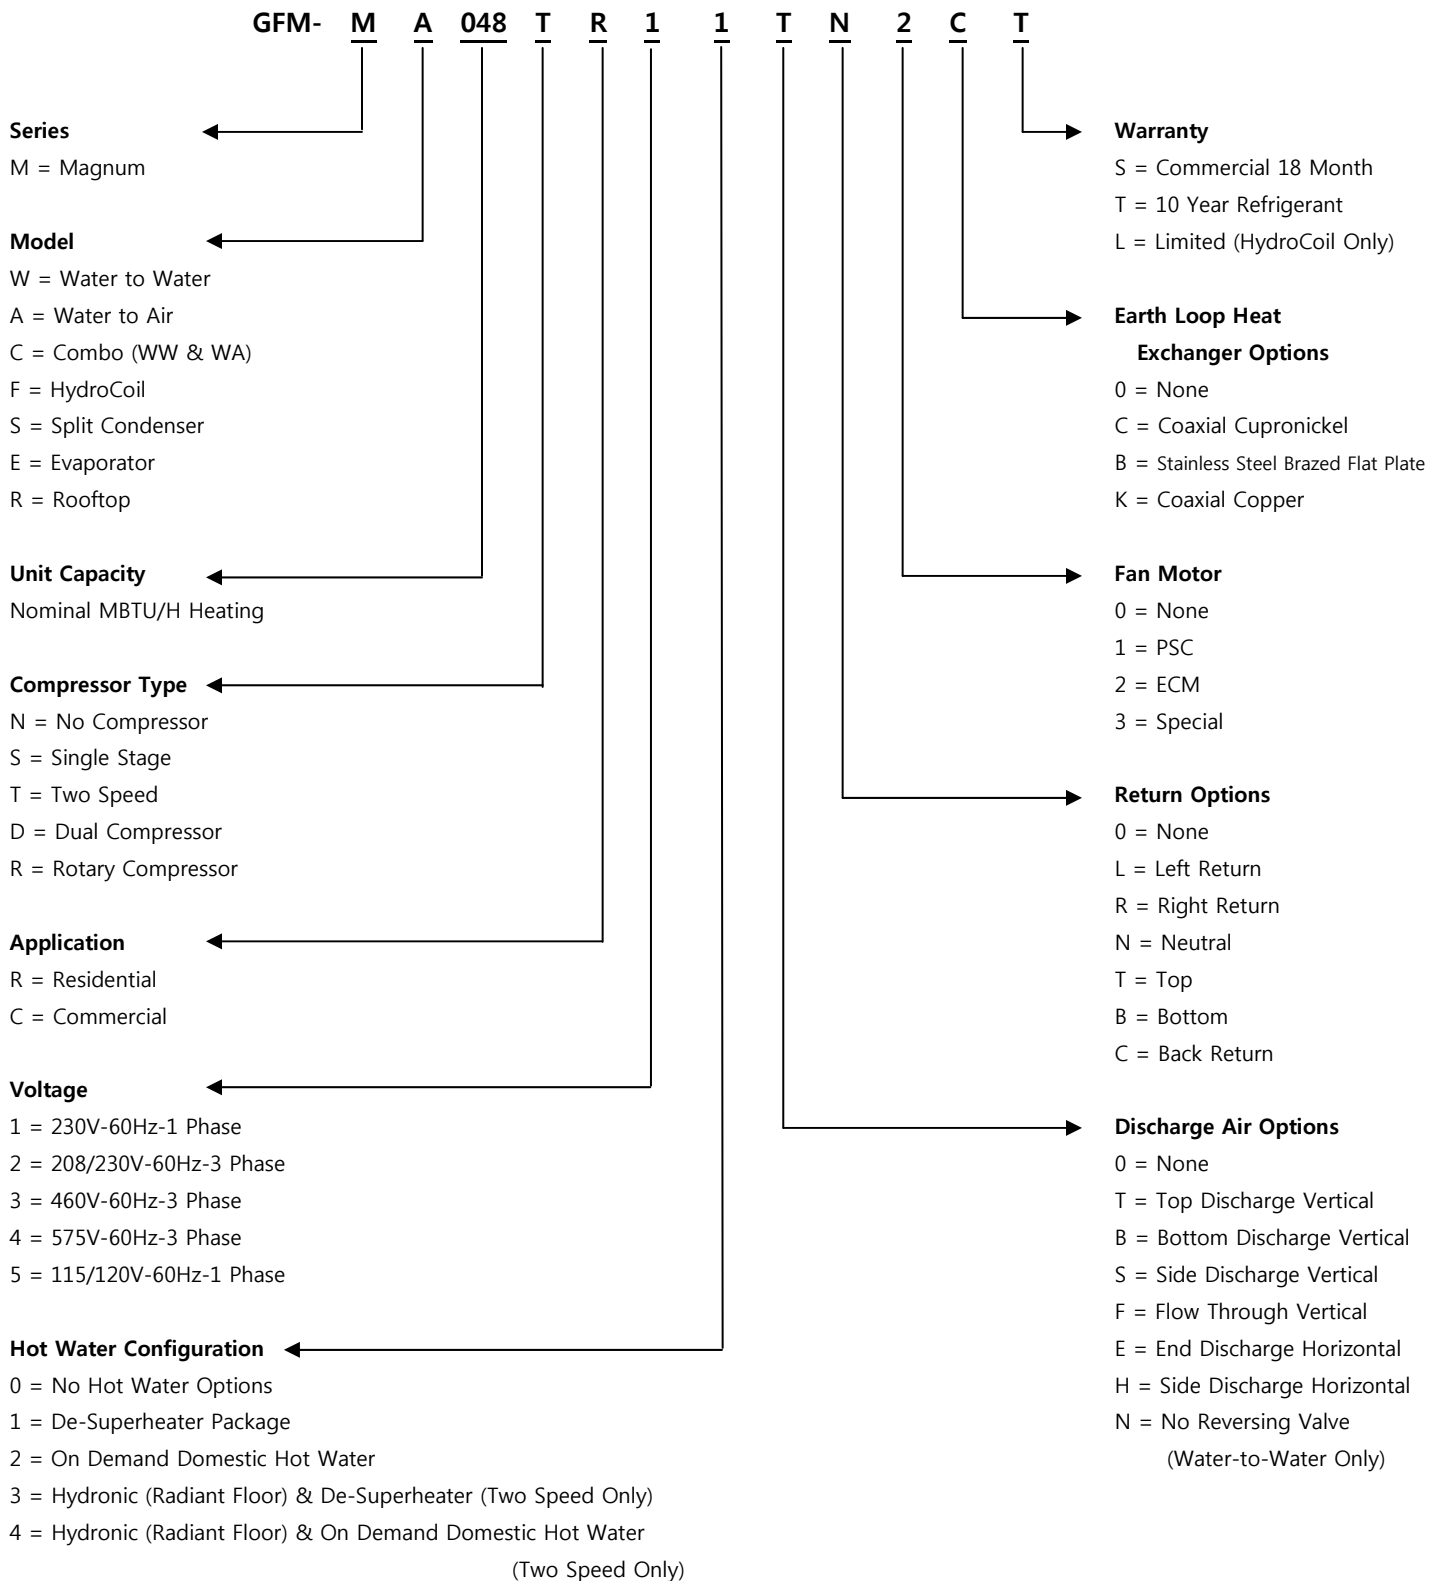 GFM- M A 048 T R 1 1 T N 2 C T
Series
M = Magnum
Model
W = Water to Water
A = Water to Air
C = Combo (WW & WA)
F = HydroCoil
S = Split Condenser
E = Evaporator
R = Rooftop
Unit Capacity
Nominal MBTU/H Heating
Compressor Type
N = No Compressor
S = Single Stage
T = Two Speed
D = Dual Compressor
R = Rotary Compressor
Application
R = Residential
C = Commercial
Voltage
1 = 230V-60Hz-1 Phase
2 = 208/230V-60Hz-3 Phase
3 = 460V-60Hz-3 Phase
4 = 575V-60Hz-3 Phase
5 = 115/120V-60Hz-1 Phase
Hot Water Configuration
0 = No Hot Water Options
1 = De-Superheater Package
2 = On Demand Domestic Hot Water
3 = Hydronic (Radiant Floor) & De-Superheater (Two Speed Only)
4 = Hydronic (Radiant Floor) & On Demand Domestic Hot Water
(Two Speed Only)
Warranty
S = Commercial 18 Month
T = 10 Year Refrigerant
L = Limited (HydroCoil Only)
Earth Loop Heat
Exchanger Options
0 = None
C = Coaxial Cupronickel
B = Stainless Steel Brazed Flat Plate
K = Coaxial Copper
Fan Motor
0 = None
1 = PSC
2 = ECM
3 = Special
Return Options
0 = None
L = Left Return
R = Right Return
N = Neutral
T = Top
B = Bottom
C = Back Return
Discharge Air Options
0 = None
T = Top Discharge Vertical
B = Bottom Discharge Vertical
S = Side Discharge Vertical
F = Flow Through Vertical
E = End Discharge Horizontal
H = Side Discharge Horizontal
N = No Reversing Valve
(Water-to-Water Only)